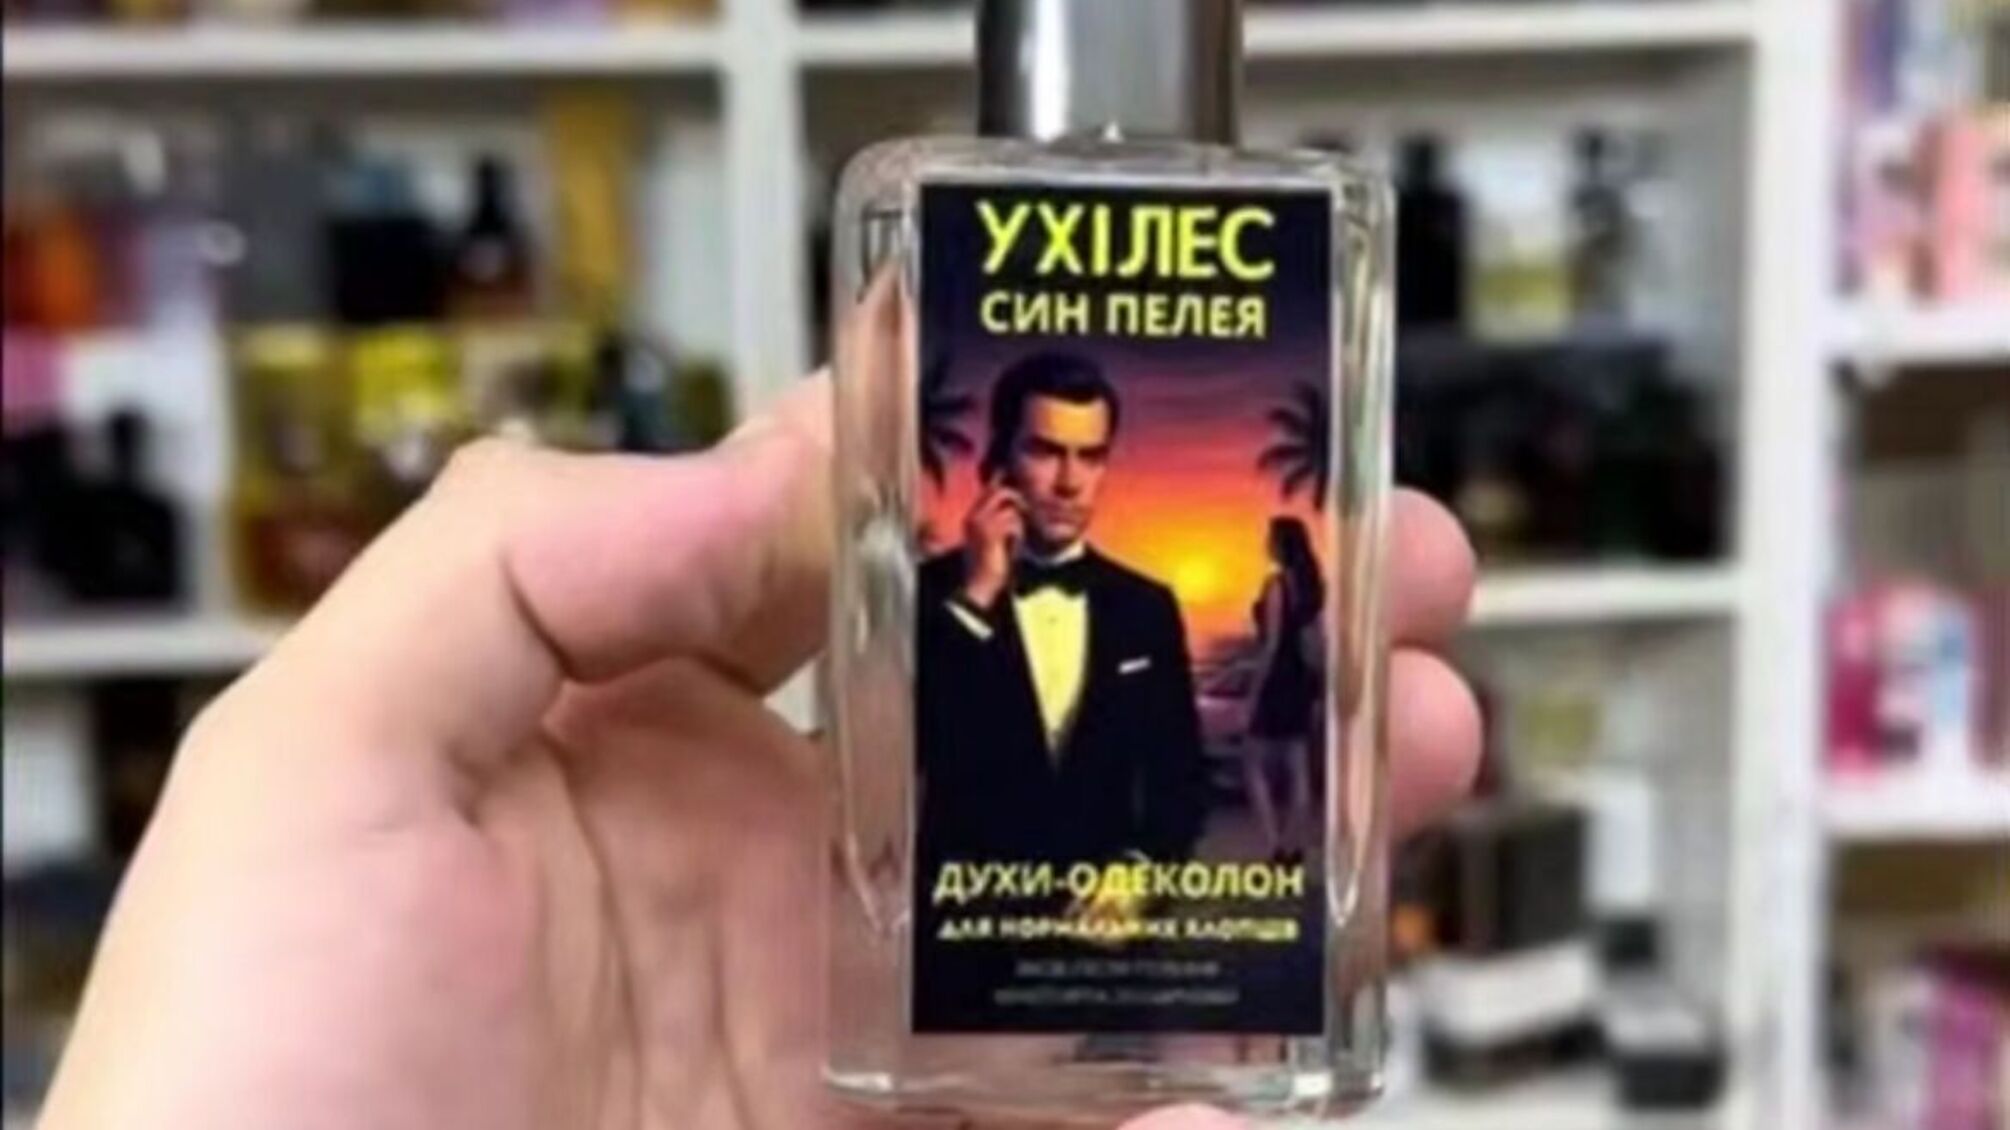 УХІЛЕС
СИН ПЕЛЕЯ
ДУХИ-ОДЕКОЛОН
ДЛЯ НОРМАЛЬНИХ ХЛОПЦІВ